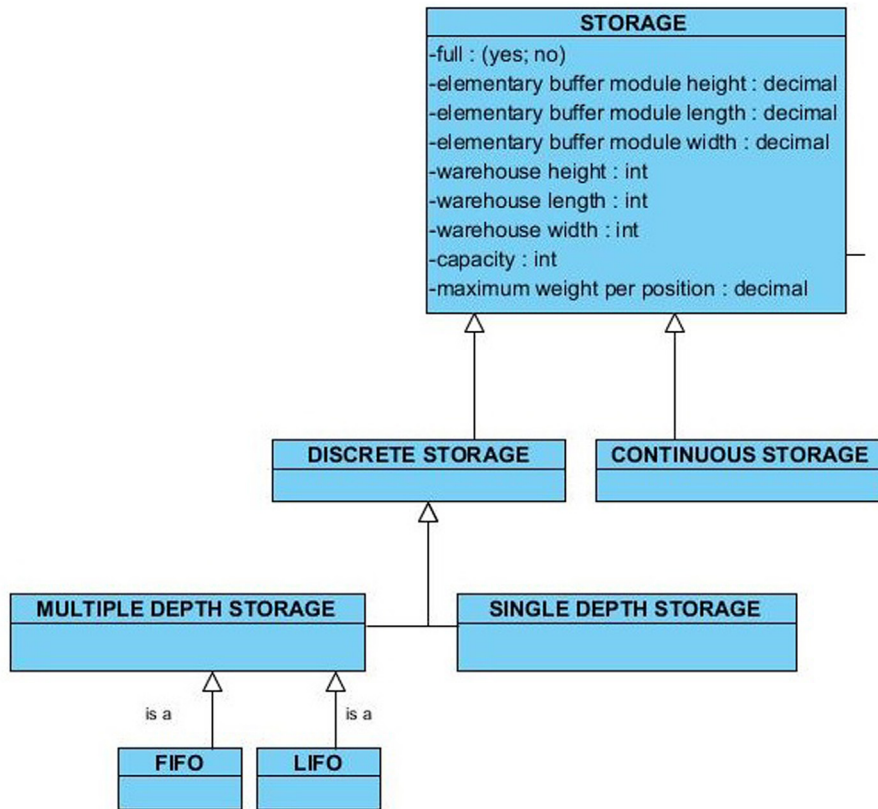 STORAGE
-full : (yes; no)
-elementary buffer module height : decimal
-elementary buffer module length : decimal
-elementary buffer module width : decimal
-warehouse height : int
-warehouse length : int
-warehouse width : int
-capacity : int
-maximum weight per position : decimal
DISCRETE STORAGE
CONTINUOUS STORAGE
MULTIPLE DEPTH STORAGE
SINGLE DEPTH STORAGE
is a
is a
FIFO
LIFO